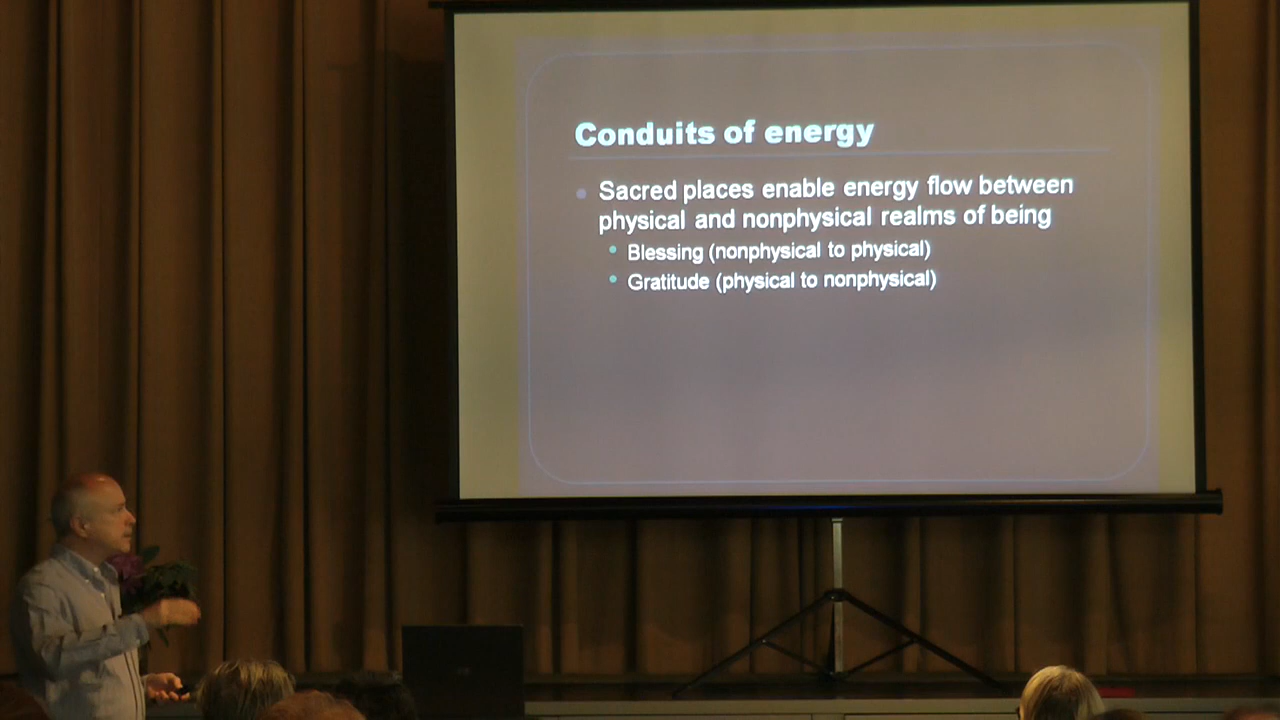 Conduits of energy
Sacred places enable energy flow between
physical and nonphysical realms of being
Blessing (nonphysical to physical)
Gratitude (physical to nonphysical)